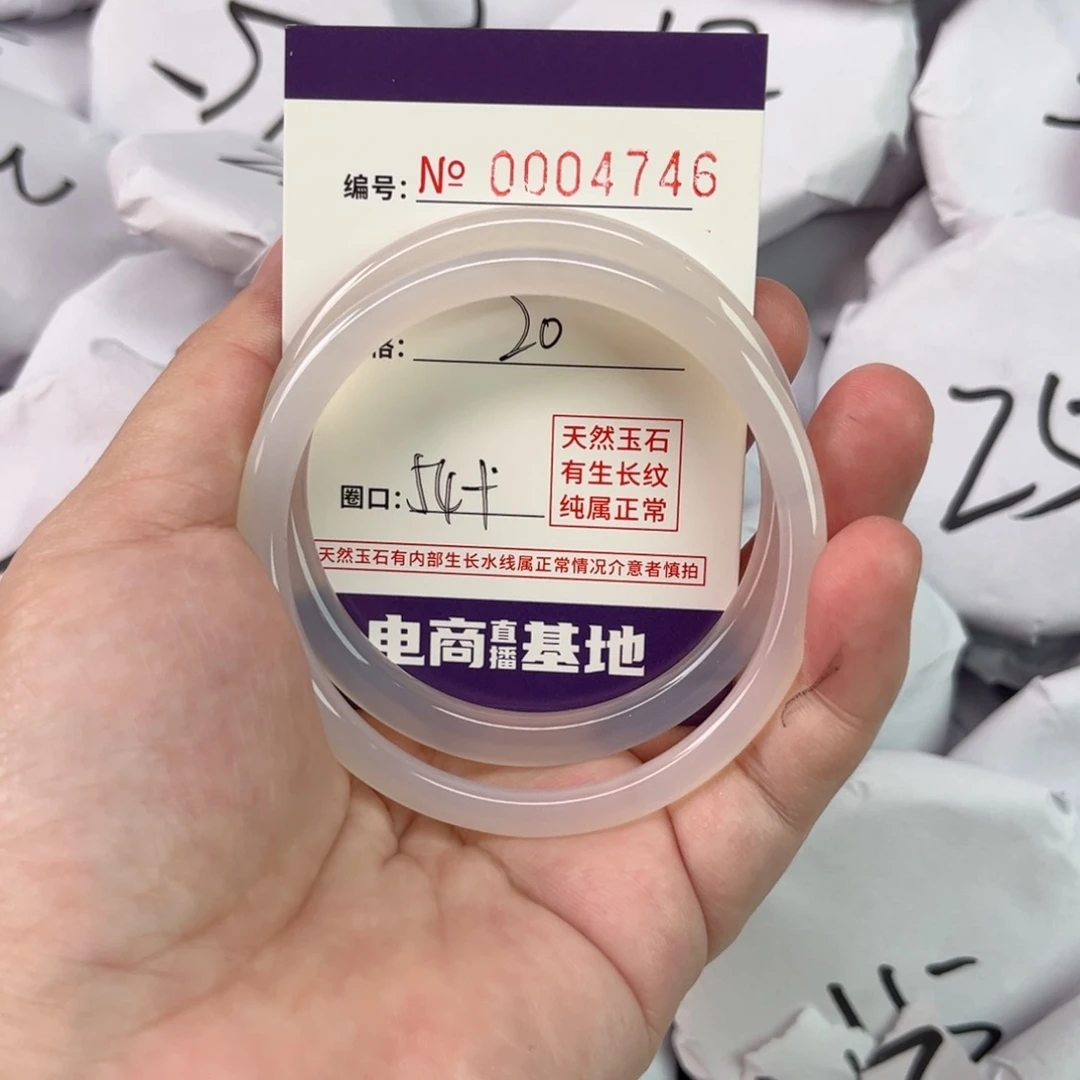 编号: № 0004746
格: 20
圈口: 54+
天然玉石
有生长纹
纯属正常
天然玉石有内部生长水线属正常情况介意者慎拍
电商直播基地
25